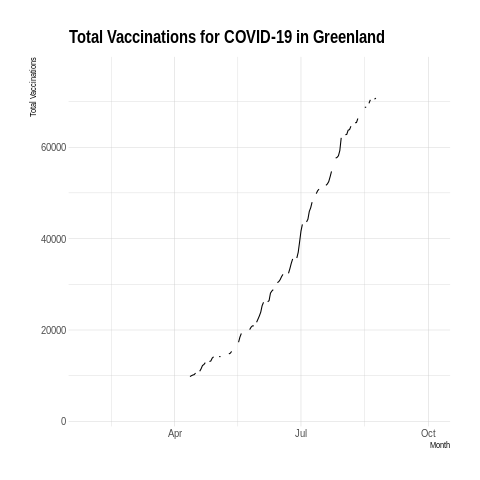 Total Vaccinations for COVID-19 in Greenland
Total Vaccinations
60000
40000
20000
0
Apr Jul Oct
Month